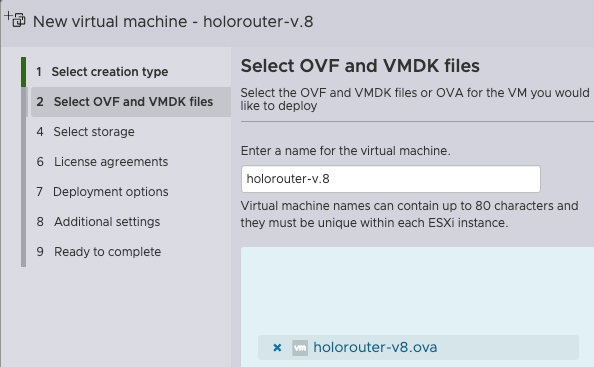 New virtual machine - holorouter-v.8
1 Select creation type
2 Select OVF and VMDK files
4 Select storage
6 License agreements
7 Deployment options
8 Additional settings
9 Ready to complete
Select OVF and VMDK files
Select the OVF and VMDK files or OVA for the VM you would
like to deploy
Enter a name for the virtual machine.
holorouter-v.8
Virtual machine names can contain up to 80 characters and
they must be unique within each ESXi instance.
× vm holorouter-v8.ova